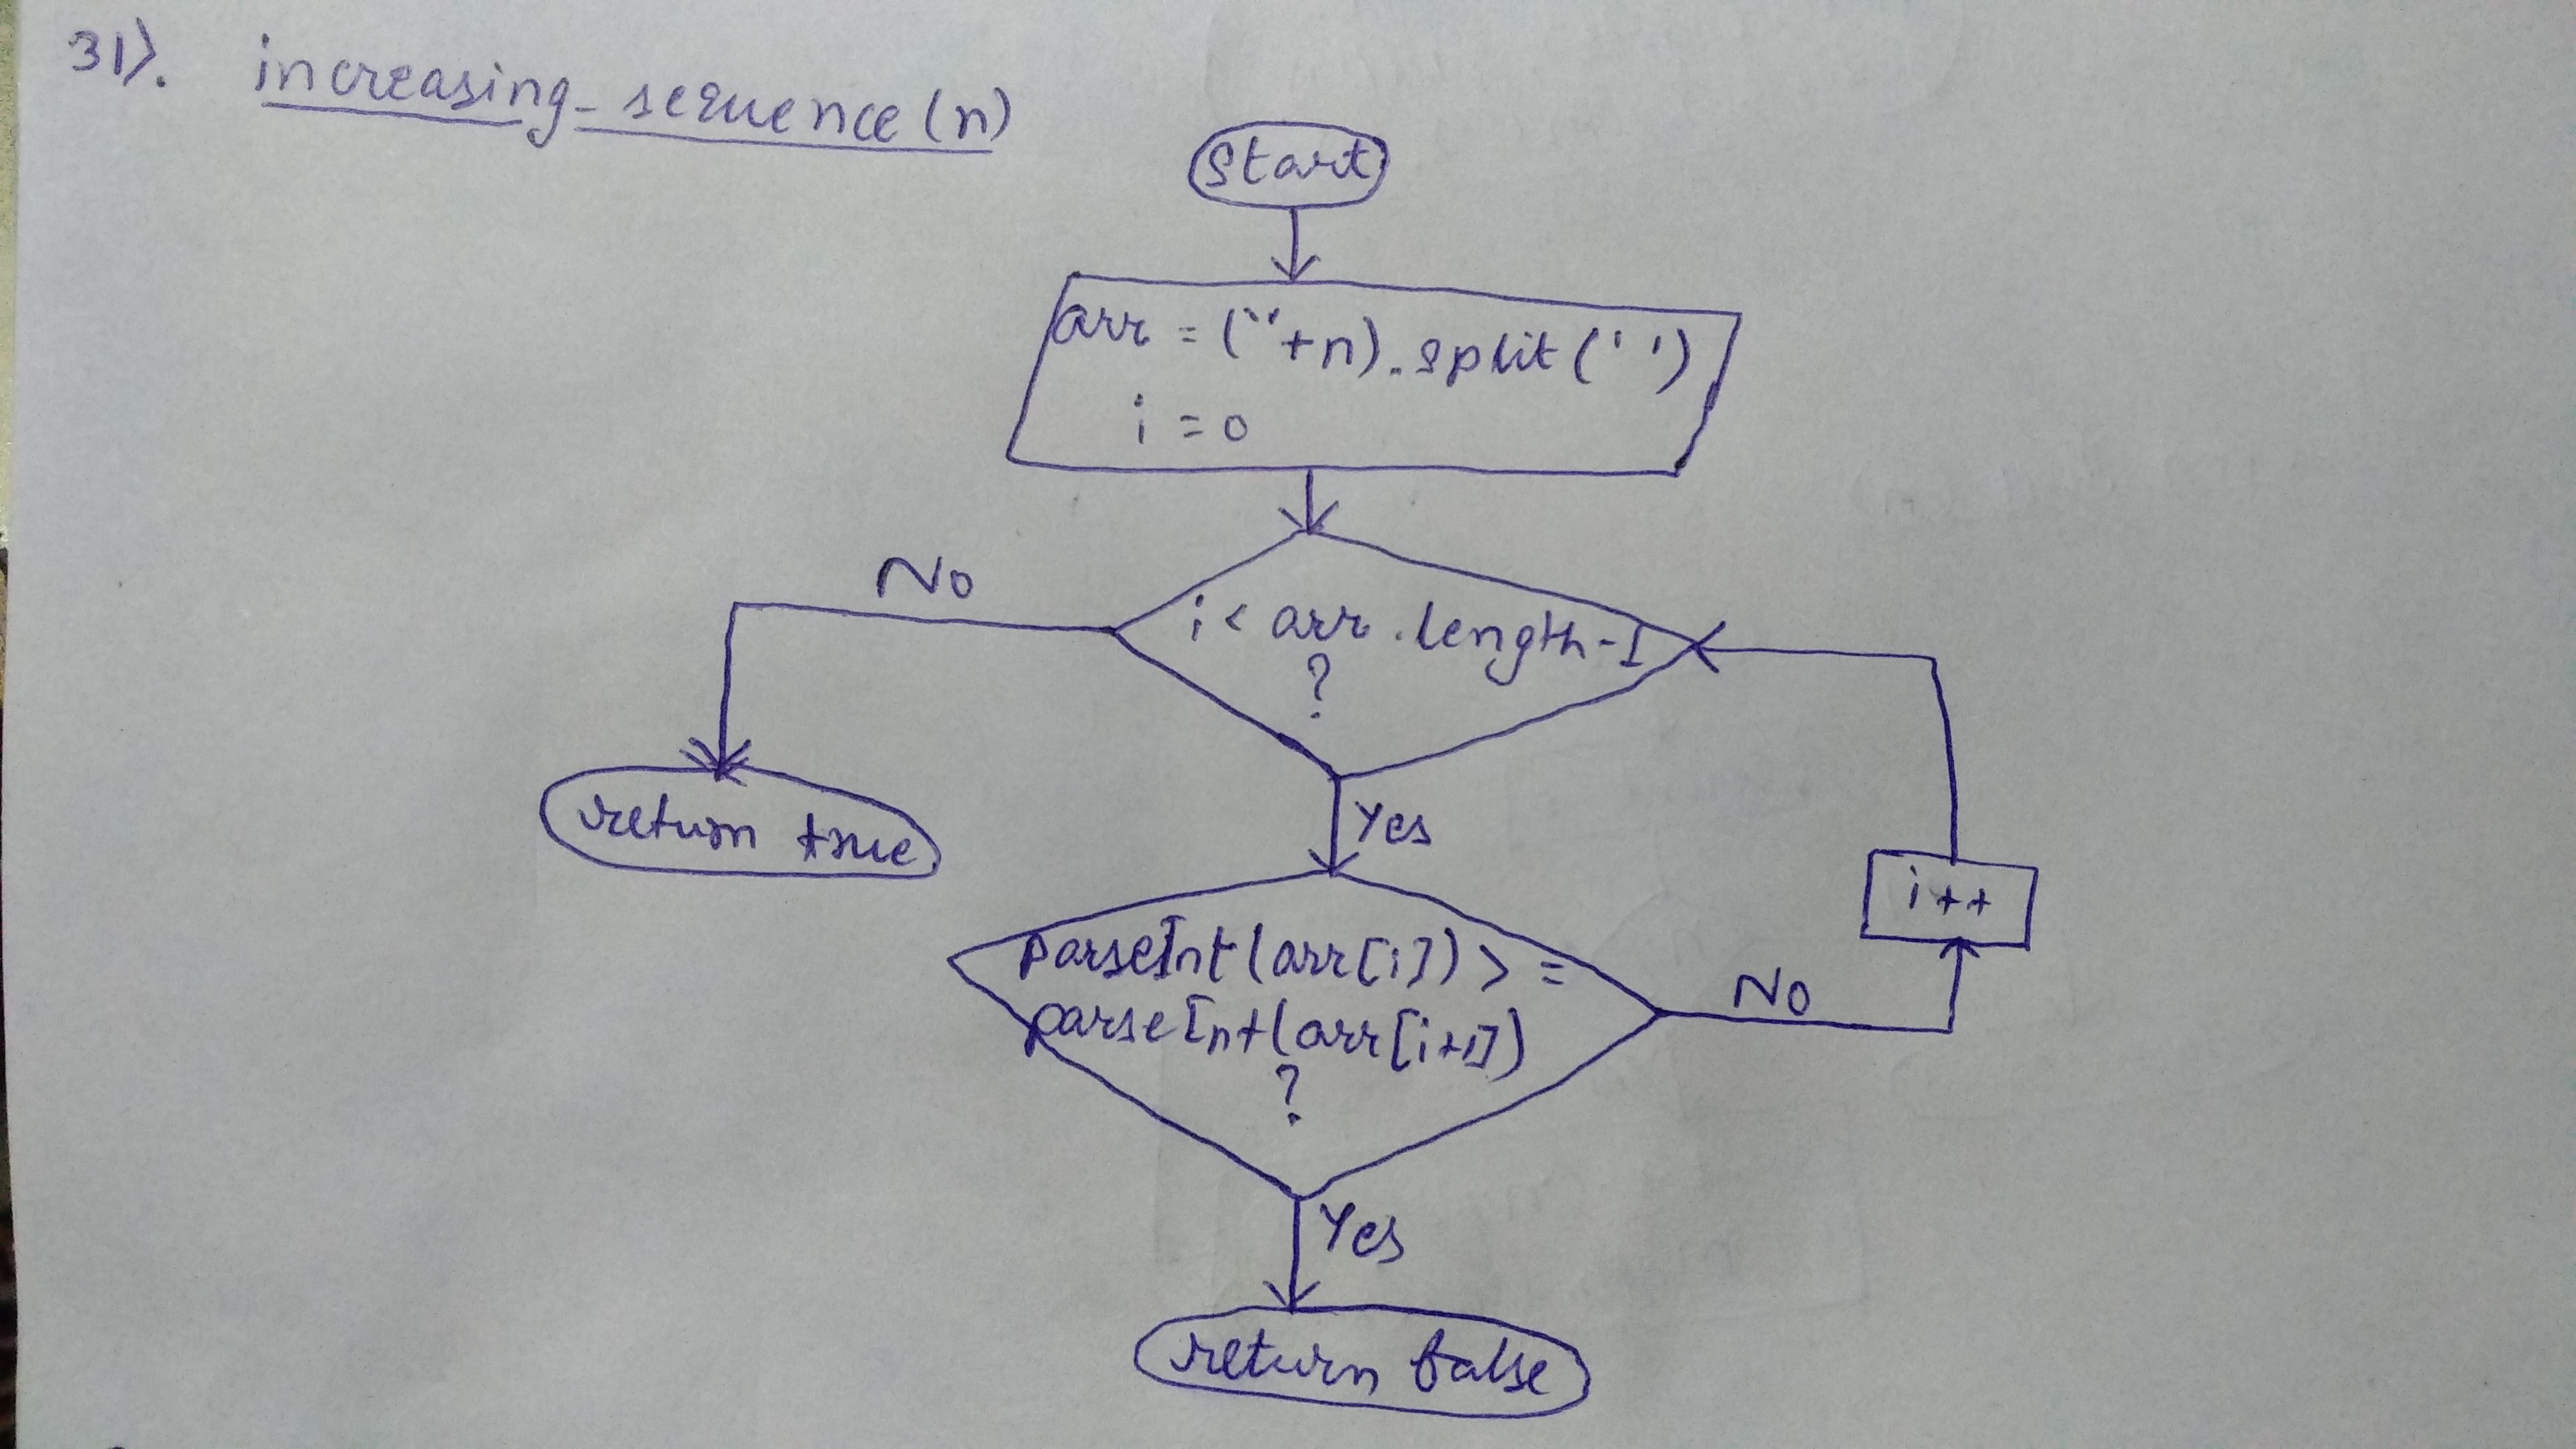 31). increasing_sequence(n)
start
arr = (""+n).split('')
i = 0
i < arr.length-1
?
No
Yes
return true
i++
parseInt(arr[i]) >=
parseInt(arr[i+1])
?
No
Yes
return false